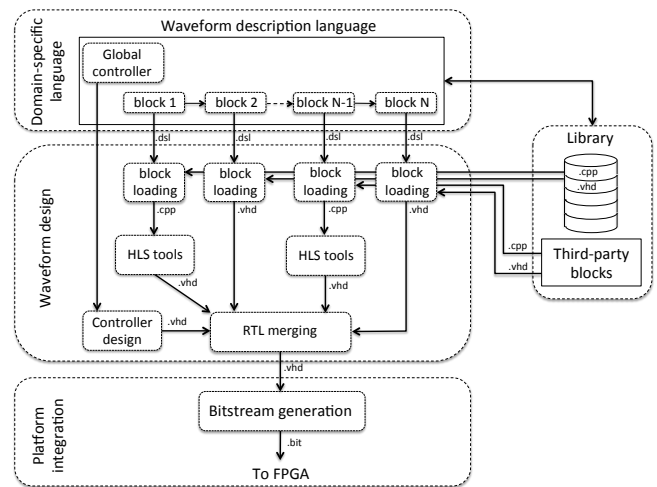 Waveform description language
Domain-specific
language
Global
controller
block 1
block 2
block N-1
block N
.dsl
.dsl
.dsl
.dsl
Library
.cpp
.vhd
Third-party
blocks
.cpp
.vhd
Waveform design
block
loading
block
loading
block
loading
block
loading
.cpp
.vhd
.cpp
.vhd
HLS tools
HLS tools
.vhd
.vhd
Controller
design
.vhd
RTL merging
.vhd
Platform
integration
Bitstream generation
.bit
To FPGA